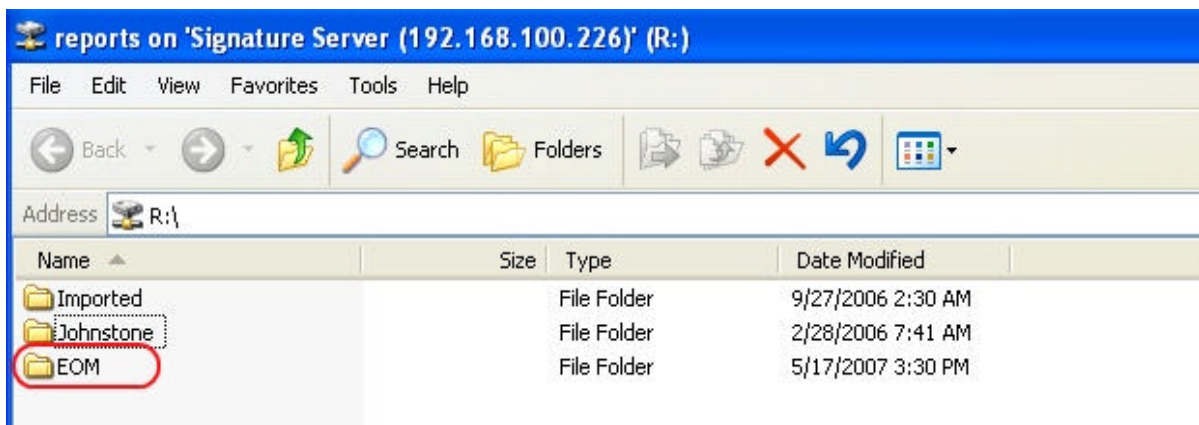 reports on 'Signature Server (192.168.100.226)' (R:)
File Edit View Favorites Tools Help
Back Search Folders
Address R:\
Name Size Type Date Modified
Imported File Folder 9/27/2006 2:30 AM
Johnstone File Folder 2/28/2006 7:41 AM
EOM File Folder 5/17/2007 3:30 PM